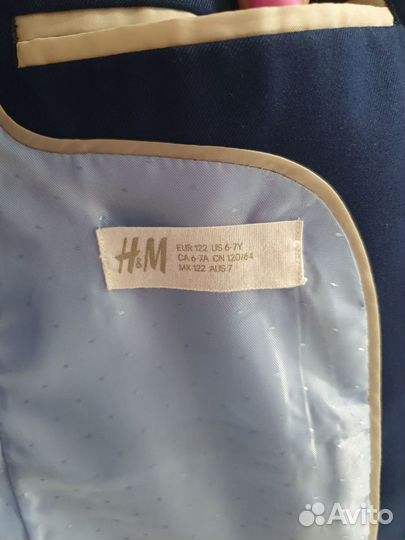 H&M
EUR 122 US 6-7Y
CA 6-7A CN 120/64
MX 122 AUS 7
Avito